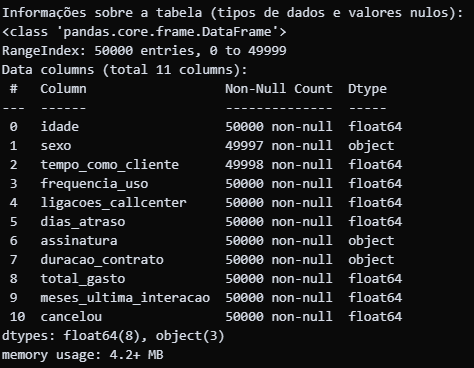 Informações sobre a tabela (tipos de dados e valores nulos):
<class 'pandas.core.frame.DataFrame'>
RangeIndex: 50000 entries, 0 to 49999
Data columns (total 11 columns):
 #   Column                  Non-Null Count  Dtype
---  ------                  --------------  -----
 0   idade                   50000 non-null  float64
 1   sexo                    49997 non-null  object
 2   tempo_como_cliente      49998 non-null  float64
 3   frequencia_uso          50000 non-null  float64
 4   ligacoes_callcenter     50000 non-null  float64
 5   dias_atraso             50000 non-null  float64
 6   assinatura              50000 non-null  object
 7   duracao_contrato        50000 non-null  object
 8   total_gasto             50000 non-null  float64
 9   meses_ultima_interacao  50000 non-null  float64
 10  cancelou                50000 non-null  float64
dtypes: float64(8), object(3)
memory usage: 4.2+ MB